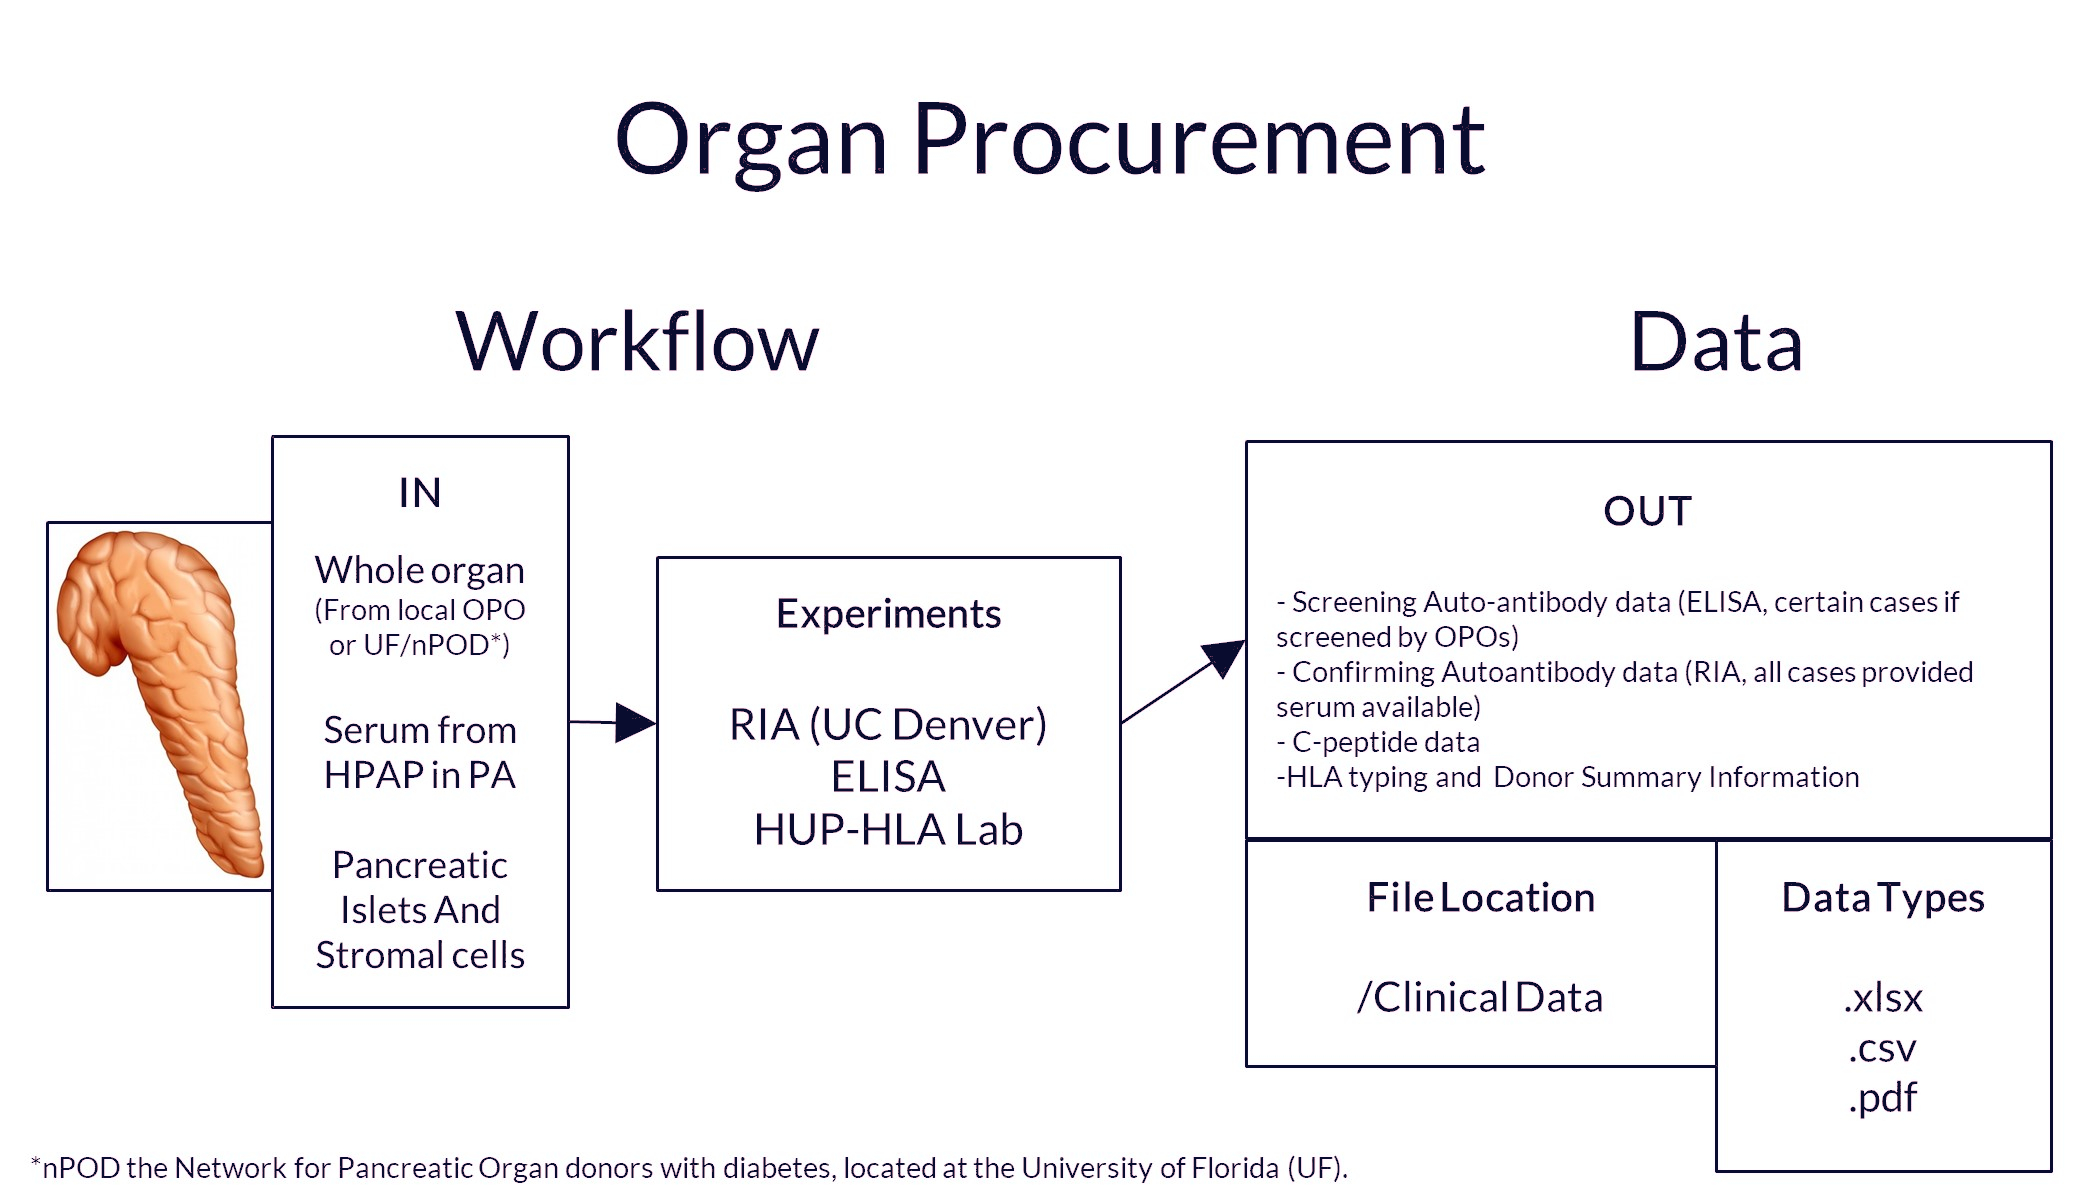 Organ Procurement
Workflow
Data
IN
Whole organ
(From local OPO
or UF/nPOD*)
Serum from
HPAP in PA
Pancreatic
Islets And
Stromal cells
Experiments
RIA (UC Denver)
ELISA
HUP-HLA Lab
OUT
- Screening Auto-antibody data (ELISA, certain cases if
screened by OPOs)
- Confirming Autoantibody data (RIA, all cases provided
serum available)
- C-peptide data
-HLA typing and Donor Summary Information
File Location
/Clinical Data
Data Types
.xlsx
.csv
.pdf
*nPOD the Network for Pancreatic Organ donors with diabetes, located at the University of Florida (UF).